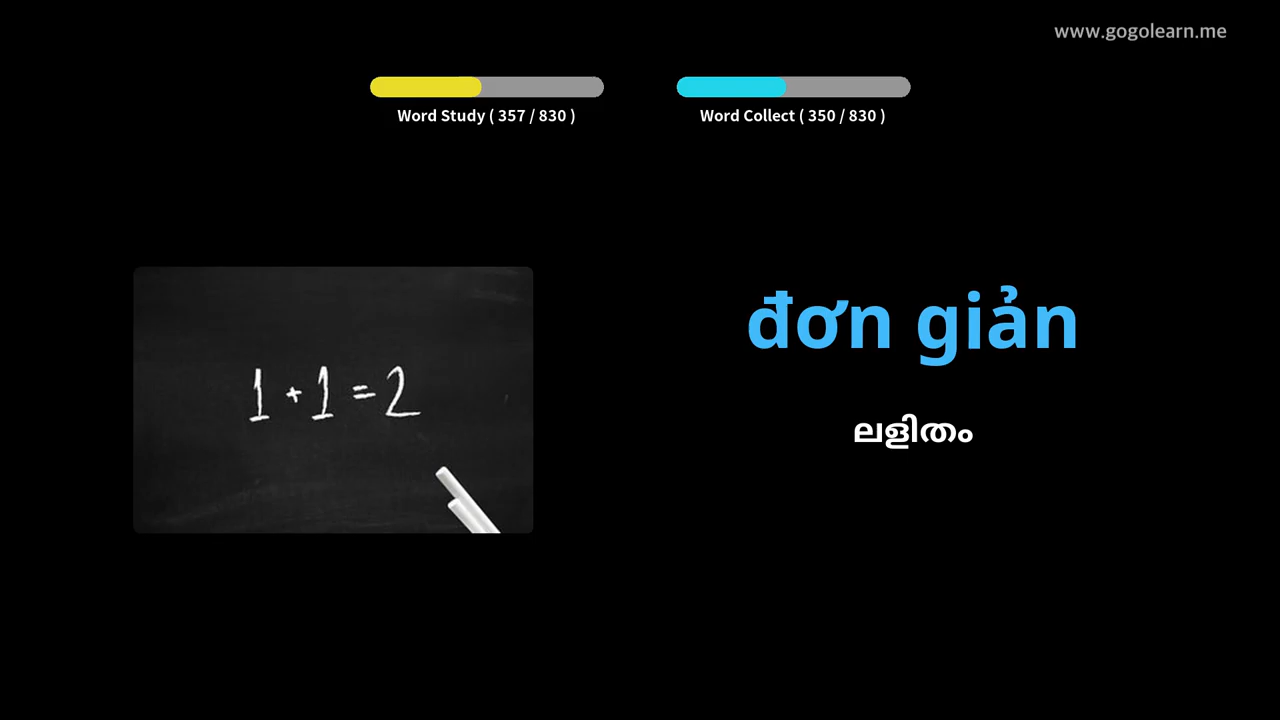 www.gogolearn.me
Word Study ( 357 / 830 )
Word Collect ( 350 / 830 )
1 + 1 = 2
đơn giản
ലളിതം